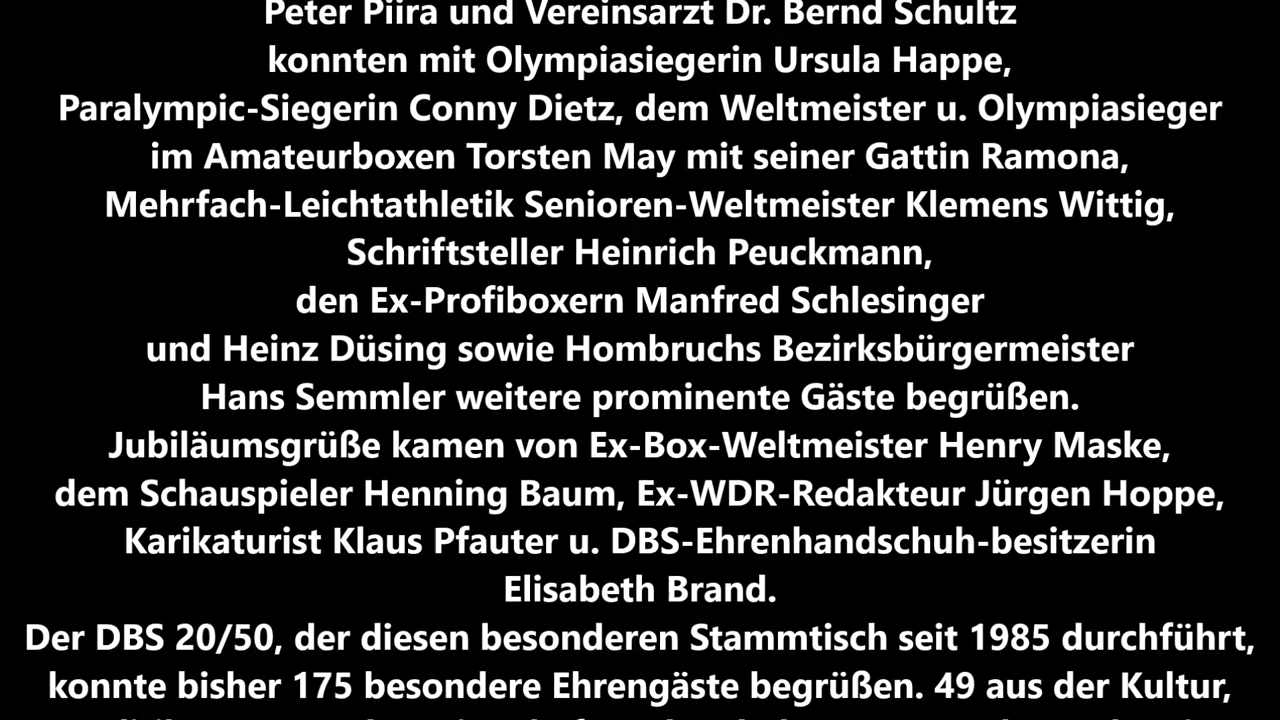 Peter Piira und Vereinsarzt Dr. Bernd Schultz
konnten mit Olympiasiegerin Ursula Happe,
Paralympic-Siegerin Conny Dietz, dem Weltmeister u. Olympiasieger
im Amateurboxen Torsten May mit seiner Gattin Ramona,
Mehrfach-Leichtathletik Senioren-Weltmeister Klemens Wittig,
Schriftsteller Heinrich Peuckmann,
den Ex-Profiboxern Manfred Schlesinger
und Heinz Düsing sowie Hombruchs Bezirksbürgermeister
Hans Semmler weitere prominente Gäste begrüßen.
Jubiläumsgrüße kamen von Ex-Box-Weltmeister Henry Maske,
dem Schauspieler Henning Baum, Ex-WDR-Redakteur Jürgen Hoppe,
Karikaturist Klaus Pfauter u. DBS-Ehrenhandschuh-besitzerin
Elisabeth Brand.
Der DBS 20/50, der diesen besonderen Stammtisch seit 1985 durchführt,
konnte bisher 175 besondere Ehrengäste begrüßen. 49 aus der Kultur,